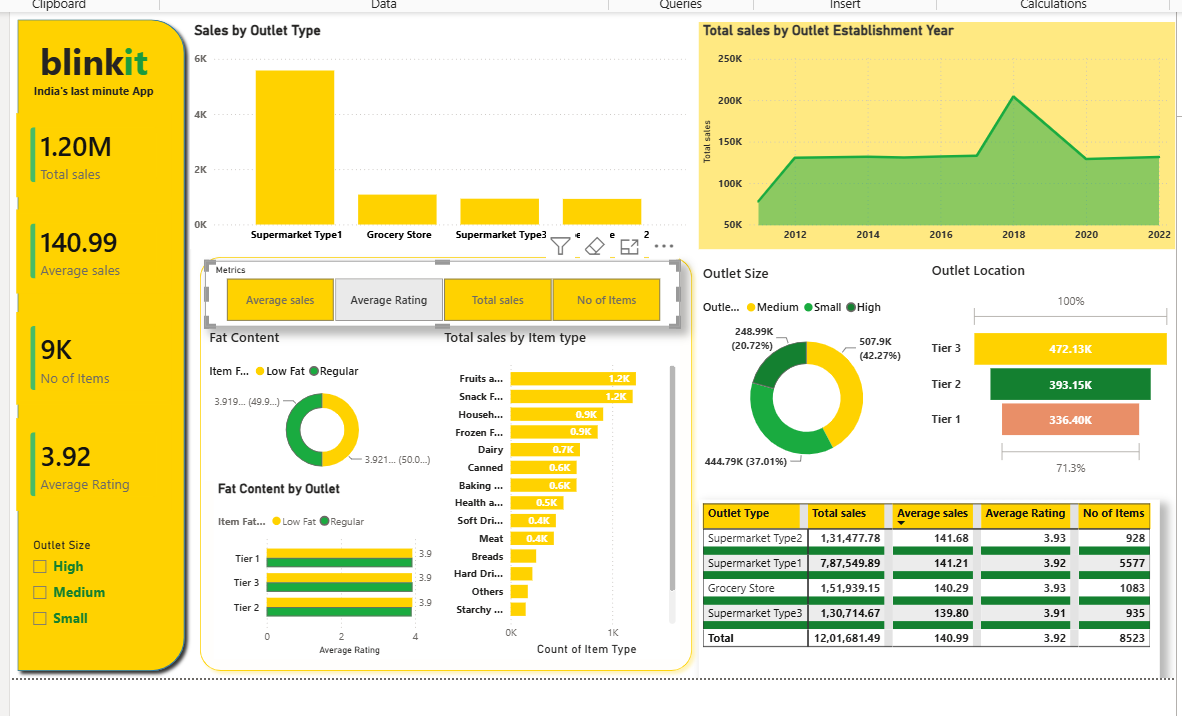 Clipboard
Data
Queries
Insert
Calculations
blinkit
India's last minute App
1.20M
Total sales
140.99
Average sales
9K
No of Items
3.92
Average Rating
Outlet Size
High
Medium
Small
Sales by Outlet Type
6K
4K
2K
0K
Supermarket Type1
Grocery Store
Supermarket Type3
2
Metrics
Average sales
Average Rating
Total sales
No of Items
Fat Content
Item F... Low Fat Regular
3.919... (49.9...)
3.921... (50.0...)
Fat Content by Outlet
Item Fat... Low Fat Regular
Tier 1 3.9
Tier 3 3.9
Tier 2 3.9
0 2 4
Average Rating
Total sales by Item type
Fruits a... 1.2K
Snack F... 1.2K
Househ... 0.9K
Frozen F... 0.9K
Dairy 0.7K
Canned 0.6K
Baking ... 0.6K
Health a... 0.5K
Soft Dri... 0.4K
Meat 0.4K
Breads
Hard Dri...
Others
Starchy ...
0K 1K
Count of Item Type
Total sales by Outlet Establishment Year
Total sales
250K
200K
150K
100K
50K
2012 2014 2016 2018 2020 2022
Outlet Size
Outle... Medium Small High
248.99K
(20.72%)
507.9K
(42.27%)
444.79K (37.01%)
Outlet Location
100%
Tier 3 472.13K
Tier 2 393.15K
Tier 1 336.40K
71.3%
Outlet Type Total sales Average sales Average Rating No of Items
Supermarket Type2 1,31,477.78 141.68 3.93 928
Supermarket Type1 7,87,549.89 141.21 3.92 5577
Grocery Store 1,51,939.15 140.29 3.93 1083
Supermarket Type3 1,30,714.67 139.80 3.91 935
Total 12,01,681.49 140.99 3.92 8523